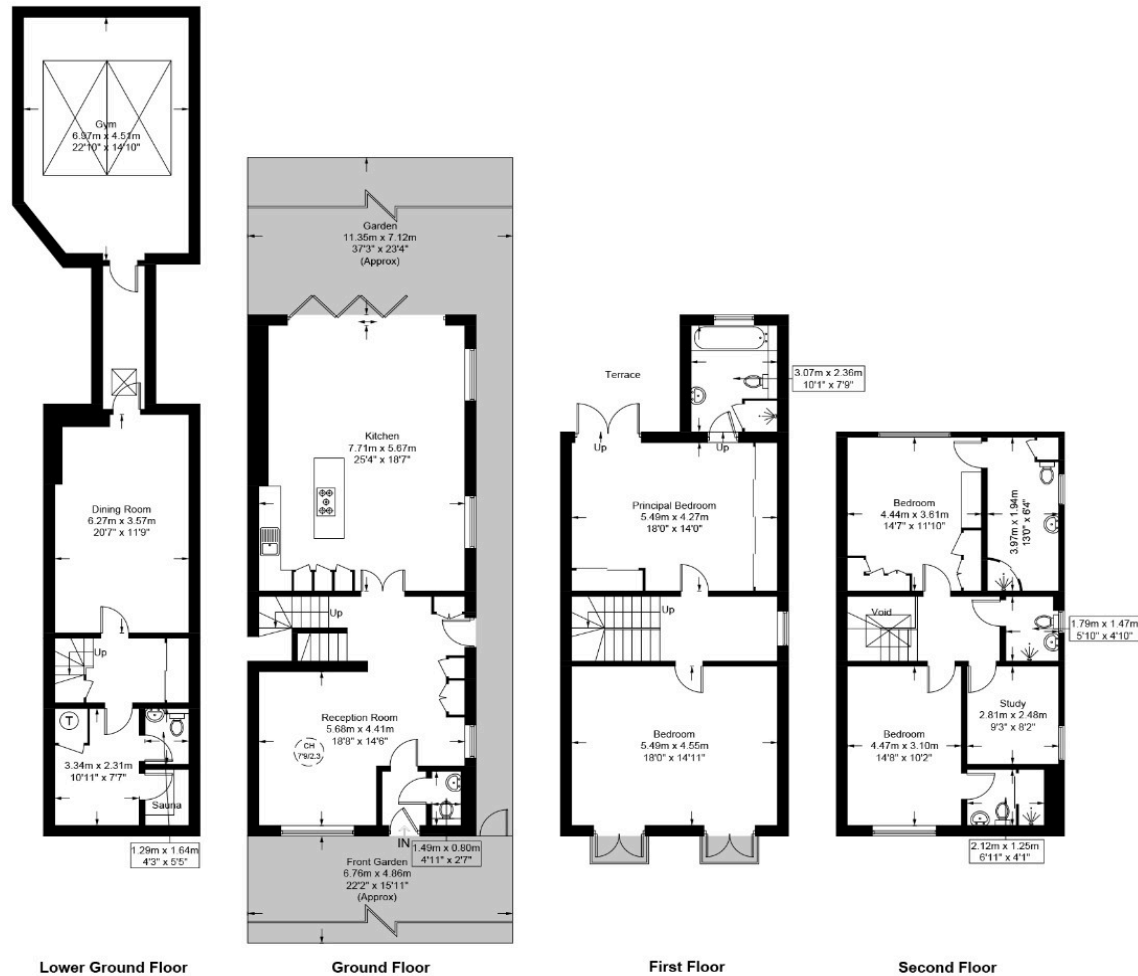 Gym
6.97m x 4.51m
22'10" x 14'10"
Dining Room
6.27m x 3.57m
20'7" x 11'9"
Up
T
3.34m x 2.31m
10'11" x 7'7"
Sauna
1.29m x 1.64m
4'3" x 5'5"
Lower Ground Floor
Garden
11.35m x 7.12m
37'3" x 23'4"
(Approx)
Kitchen
7.71m x 5.67m
25'4" x 18'7"
Up
Reception Room
5.68m x 4.41m
18'8" x 14'6"
CH
7'9/2.3
IN
1.49m x 0.80m
4'11" x 2'7"
Front Garden
6.76m x 4.86m
22'2" x 15'11"
(Approx)
Ground Floor
Terrace
3.07m x 2.36m
10'1" x 7'9"
Up
Up
Principal Bedroom
5.49m x 4.27m
18'0" x 14'0"
Up
Bedroom
5.49m x 4.55m
18'0" x 14'11"
First Floor
Bedroom
4.44m x 3.61m
14'7" x 11'10"
3.97m x 1.94m
13'0" x 6'4"
Void
1.79m x 1.47m
5'10" x 4'10"
Study
2.81m x 2.48m
9'3" x 8'2"
Bedroom
4.47m x 3.10m
14'8" x 10'2"
2.12m x 1.25m
6'11" x 4'1"
Second Floor